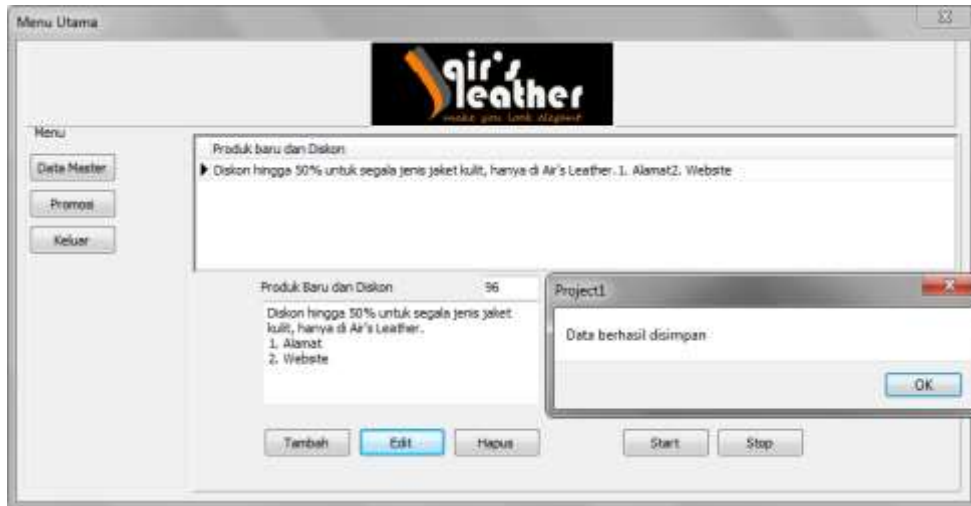 Menu Utama
air's
leather
make you look elegant
Menu
Data Master
Promosi
Keluar
Produk baru dan Diskon
Diskon hingga 50% untuk segala jenis jaket kulit, hanya di Air's Leather.1. Alamat2. Website
Produk Baru dan Diskon 96
Diskon hingga 50% untuk segala jenis jaket
kulit, hanya di Air's Leather.
1. Alamat
2. Website
Project1
Data berhasil disimpan
OK
Tambah Edit Hapus Start Stop